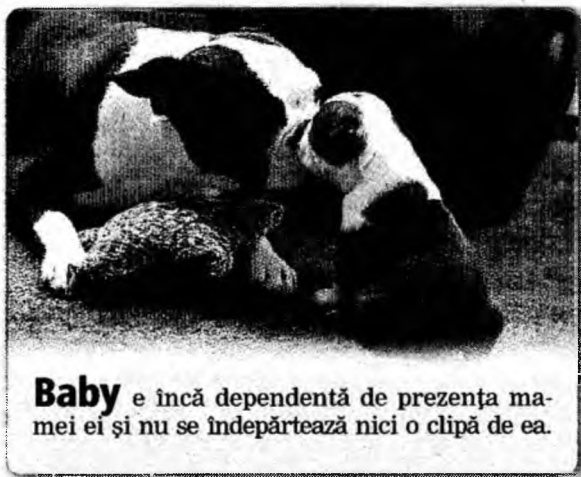 Baby e încă dependentă de prezența ma-
mei ei și nu se îndepărtează nici o clipă de ea.